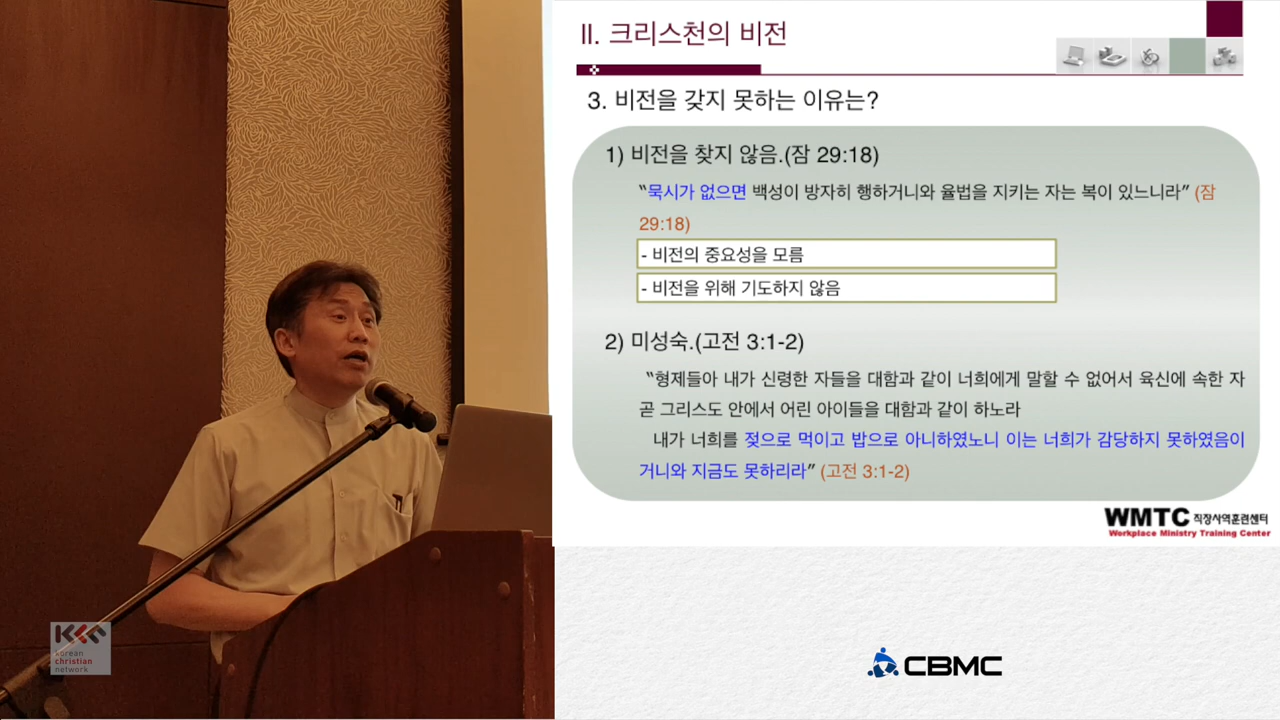 II. 크리스천의 비전
3. 비전을 갖지 못하는 이유는?
1) 비전을 찾지 않음.(잠 29:18)
“묵시가 없으면 백성이 방자히 행하거니와 율법을 지키는 자는 복이 있느니라” (잠
29:18)
- 비전의 중요성을 모름
- 비전을 위해 기도하지 않음
2) 미성숙.(고전 3:1-2)
“형제들아 내가 신령한 자들을 대함과 같이 너희에게 말할 수 없어서 육신에 속한 자
곧 그리스도 안에서 어린 아이들을 대함과 같이 하노라
내가 너희를 젖으로 먹이고 밥으로 아니하였노니 이는 너희가 감당하지 못하였음이
거니와 지금도 못하리라” (고전 3:1-2)
WMTC 직장사역훈련센터
Workplace Ministry Training Center
CBMC
korean
christian
network